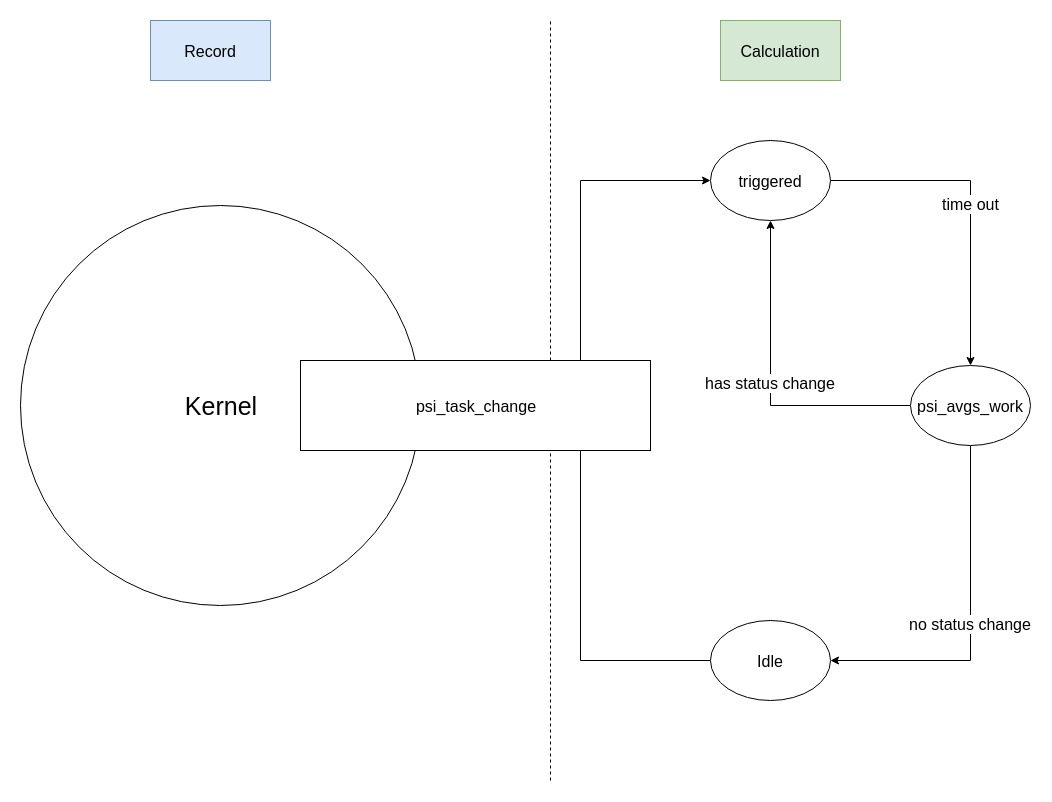 Record
Calculation
triggered
time out
has status change
Kernel
psi_task_change
psi_avgs_work
no status change
Idle